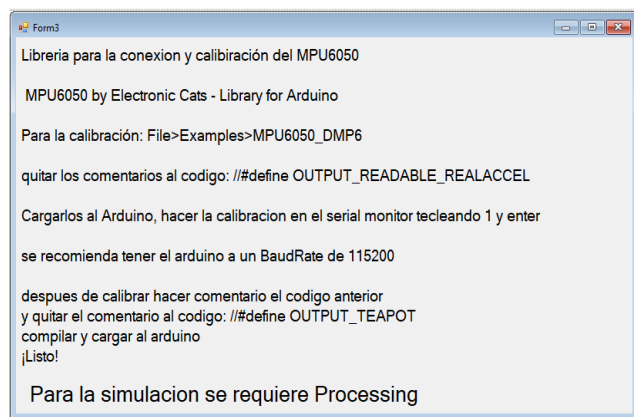 Form3
Libreria para la conexion y calibiración del MPU6050
MPU6050 by Electronic Cats - Library for Arduino
Para la calibración: File>Examples>MPU6050_DMP6
quitar los comentarios al codigo: //#define OUTPUT_READABLE_REALACCEL
Cargarlos al Arduino, hacer la calibracion en el serial monitor tecleando 1 y enter
se recomienda tener el arduino a un BaudRate de 115200
despues de calibrar hacer comentario el codigo anterior
y quitar el comentario al codigo: //#define OUTPUT_TEAPOT
compilar y cargar al arduino
¡Listo!
Para la simulacion se requiere Processing